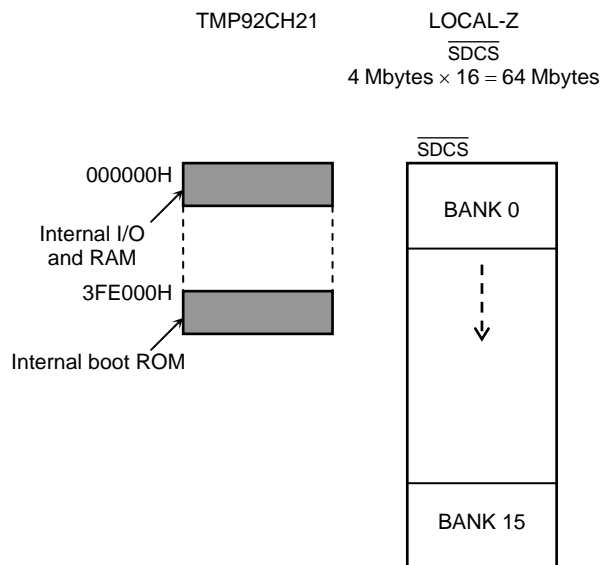 TMP92CH21
LOCAL-Z
SDCS
4 Mbytes × 16 = 64 Mbytes
SDCS
000000H
BANK 0
Internal I/O
and RAM
3FE000H
Internal boot ROM
BANK 15